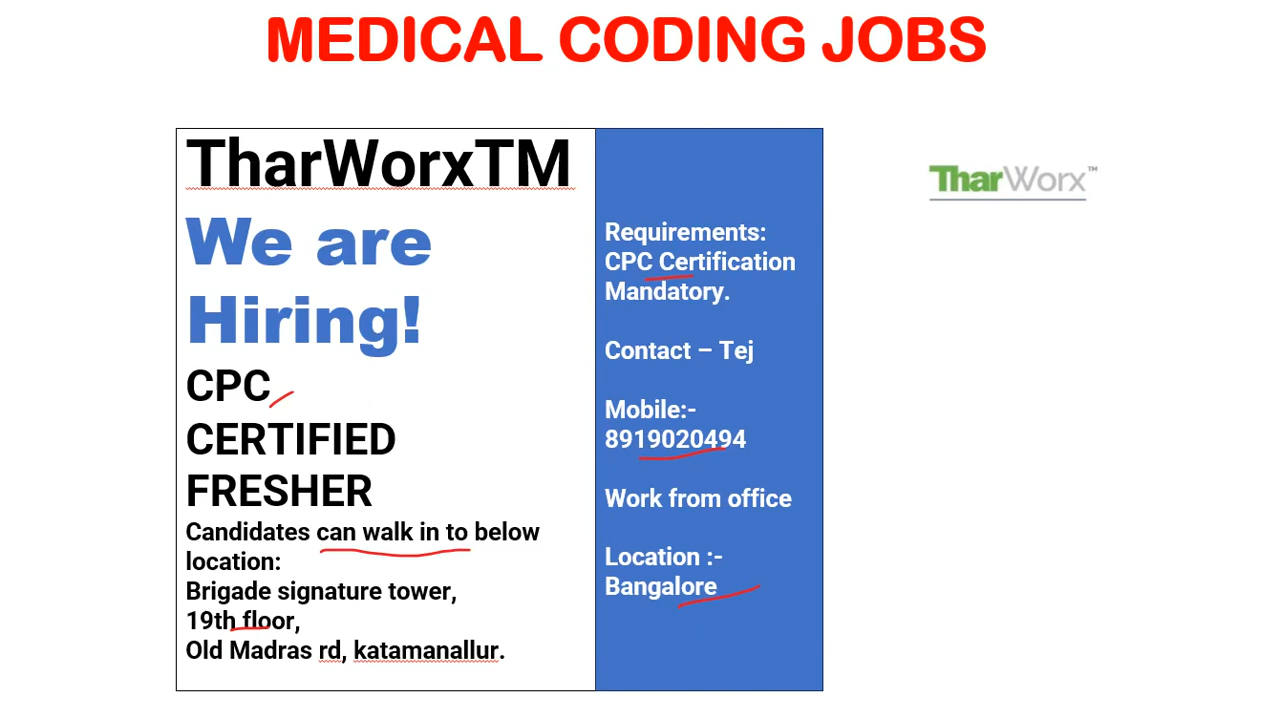 MEDICAL CODING JOBS
TharWorxTM
We are
Hiring!
CPC
CERTIFIED
FRESHER
Candidates can walk in to below
location:
Brigade signature tower,
19th floor,
Old Madras rd, katamanallur.
Requirements:
CPC Certification
Mandatory.
Contact – Tej
Mobile:-
8919020494
Work from office
Location :-
Bangalore
TharWorx™